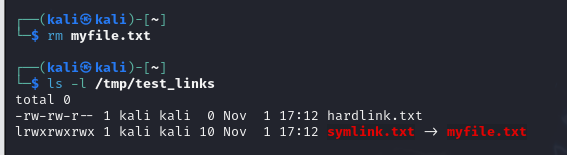 ┌──(kali㉿kali)-[~]
└─$ rm myfile.txt
┌──(kali㉿kali)-[~]
└─$ ls -l /tmp/test_links
total 0
-rw-rw-r-- 1 kali kali  0 Nov  1 17:12 hardlink.txt
lrwxrwxrwx 1 kali kali 10 Nov  1 17:12 symlink.txt → myfile.txt